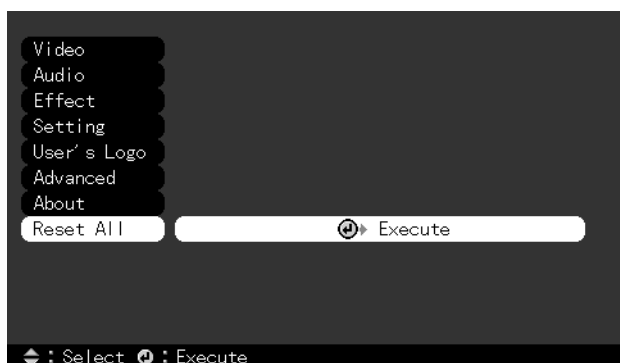 Video
Audio
Effect
Setting
User's Logo
Advanced
About
Reset All Execute
: Select : Execute